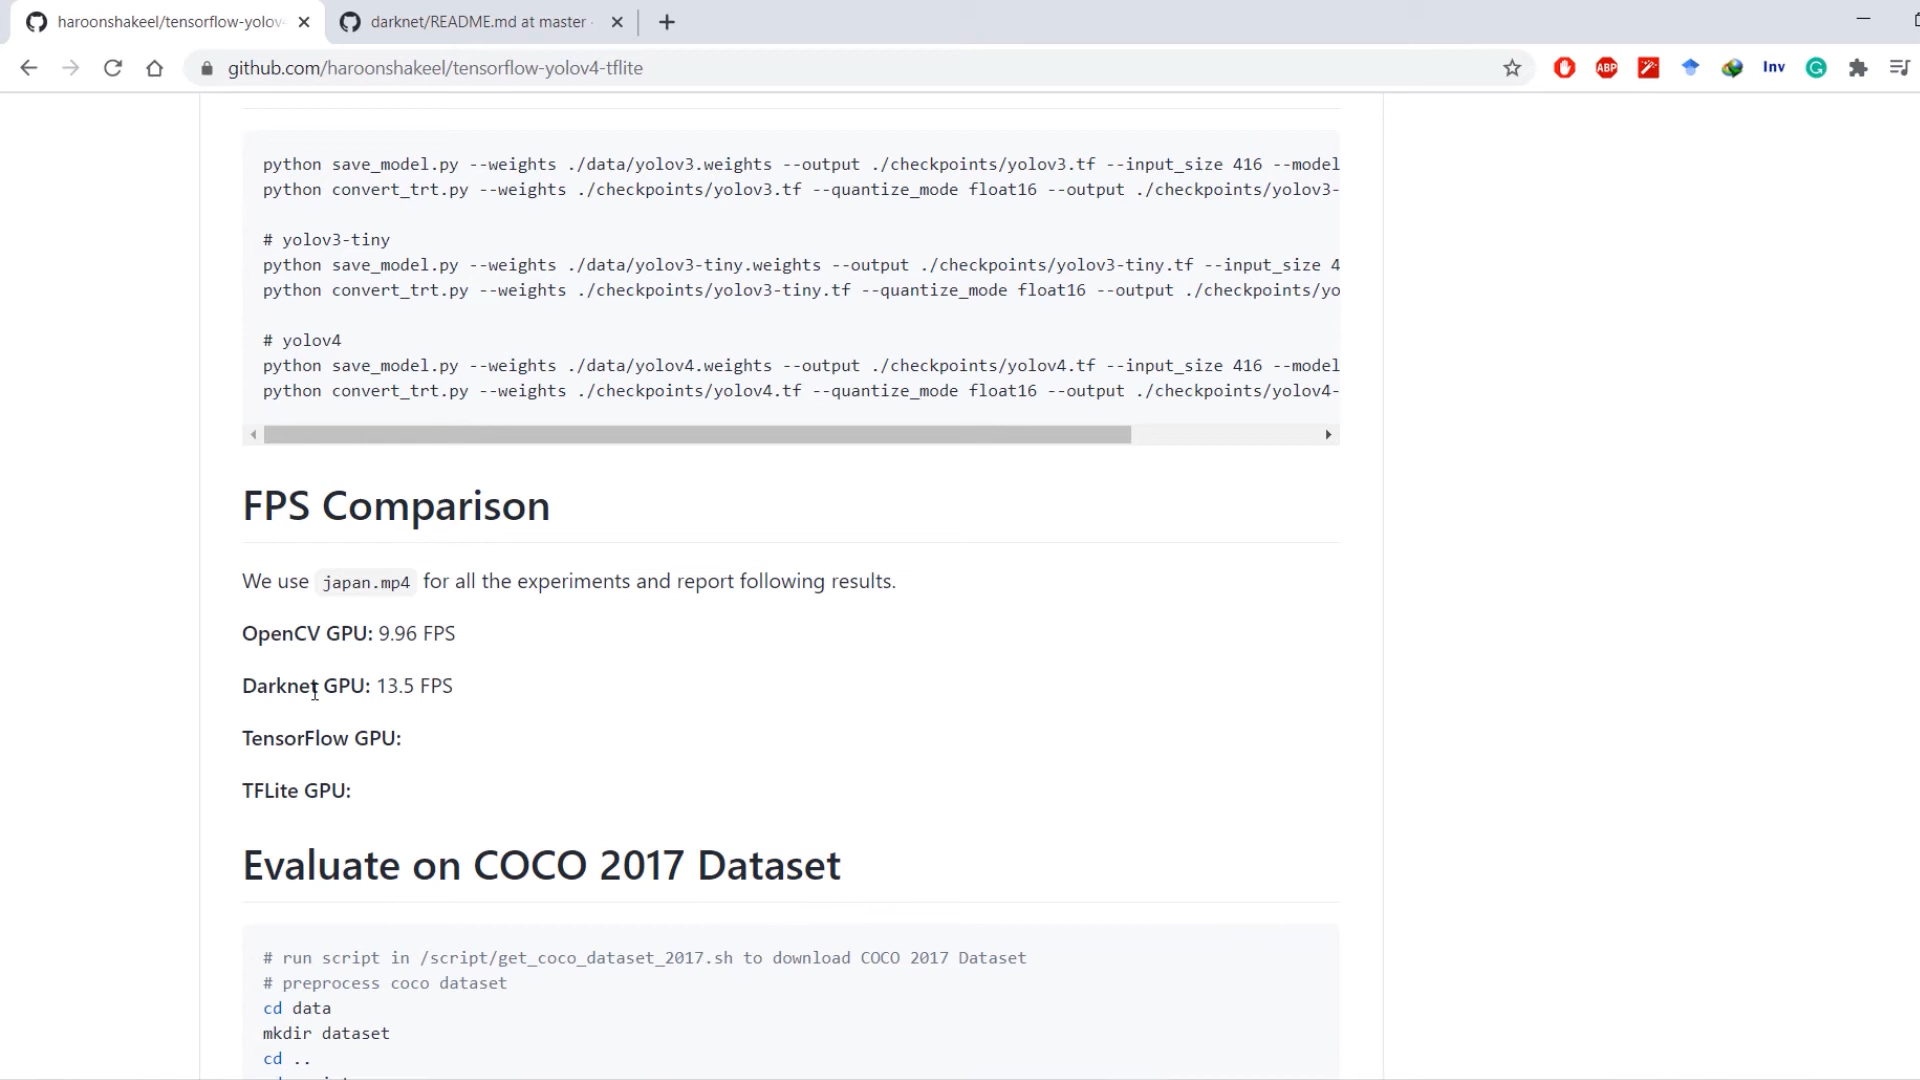 haroonshakeel/tensorflow-yolov4
darknet/README.md at master ·
github.com/haroonshakeel/tensorflow-yolov4-tflite
ABP
Inv
python save_model.py --weights ./data/yolov3.weights --output ./checkpoints/yolov3.tf --input_size 416 --model
python convert_trt.py --weights ./checkpoints/yolov3.tf --quantize_mode float16 --output ./checkpoints/yolov3-
# yolov3-tiny
python save_model.py --weights ./data/yolov3-tiny.weights --output ./checkpoints/yolov3-tiny.tf --input_size 4
python convert_trt.py --weights ./checkpoints/yolov3-tiny.tf --quantize_mode float16 --output ./checkpoints/yo
# yolov4
python save_model.py --weights ./data/yolov4.weights --output ./checkpoints/yolov4.tf --input_size 416 --model
python convert_trt.py --weights ./checkpoints/yolov4.tf --quantize_mode float16 --output ./checkpoints/yolov4-
FPS Comparison
We use japan.mp4 for all the experiments and report following results.
OpenCV GPU: 9.96 FPS
Darknet GPU: 13.5 FPS
TensorFlow GPU:
TFLite GPU:
Evaluate on COCO 2017 Dataset
# run script in /script/get_coco_dataset_2017.sh to download COCO 2017 Dataset
# preprocess coco dataset
cd data
mkdir dataset
cd ..